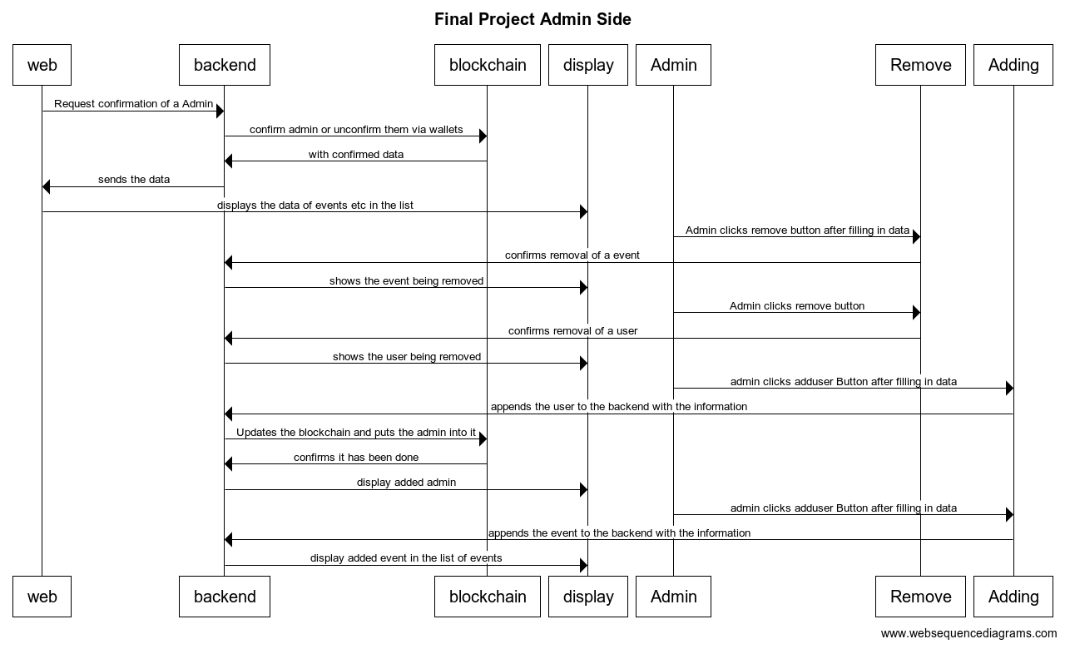 Final Project Admin Side
web backend blockchain display Admin Remove Adding
Request confirmation of a Admin
confirm admin or unconfirm them via wallets
with confirmed data
sends the data
displays the data of events etc in the list
Admin clicks remove button after filling in data
confirms removal of a event
shows the event being removed
Admin clicks remove button
confirms removal of a user
shows the user being removed
admin clicks adduser Button after filling in data
appends the user to the backend with the information
Updates the blockchain and puts the admin into it
confirms it has been done
display added admin
admin clicks adduser Button after filling in data
appends the event to the backend with the information
display added event in the list of events
web backend blockchain display Admin Remove Adding
www.websequencediagrams.com